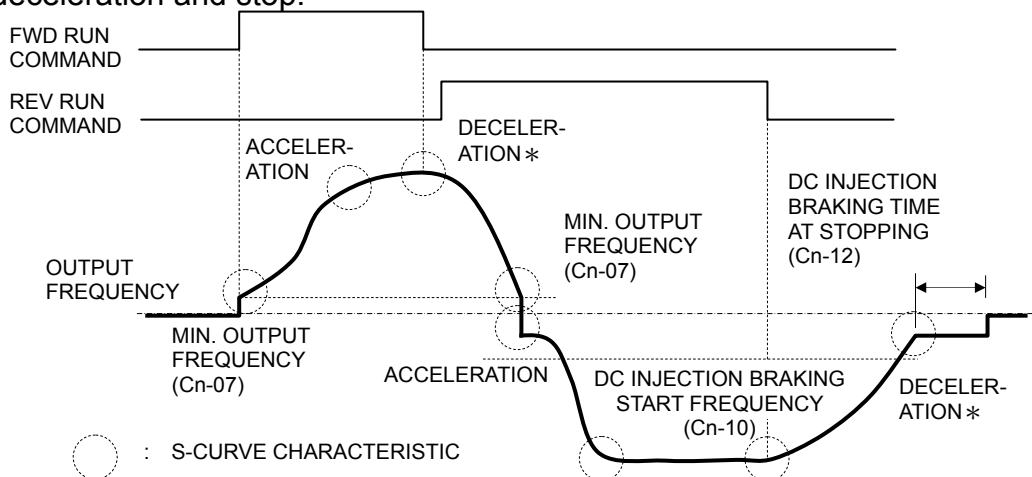 deceleration and stop.
FWD RUN
COMMAND
REV RUN
COMMAND
ACCELER-
ATION
DECELER-
ATION*
MIN. OUTPUT
FREQUENCY
(Cn-07)
DC INJECTION
BRAKING TIME
AT STOPPING
(Cn-12)
OUTPUT
FREQUENCY
MIN. OUTPUT
FREQUENCY
(Cn-07)
ACCELERATION
DC INJECTION BRAKING
START FREQUENCY
(Cn-10)
DECELER-
ATION*
: S-CURVE CHARACTERISTIC